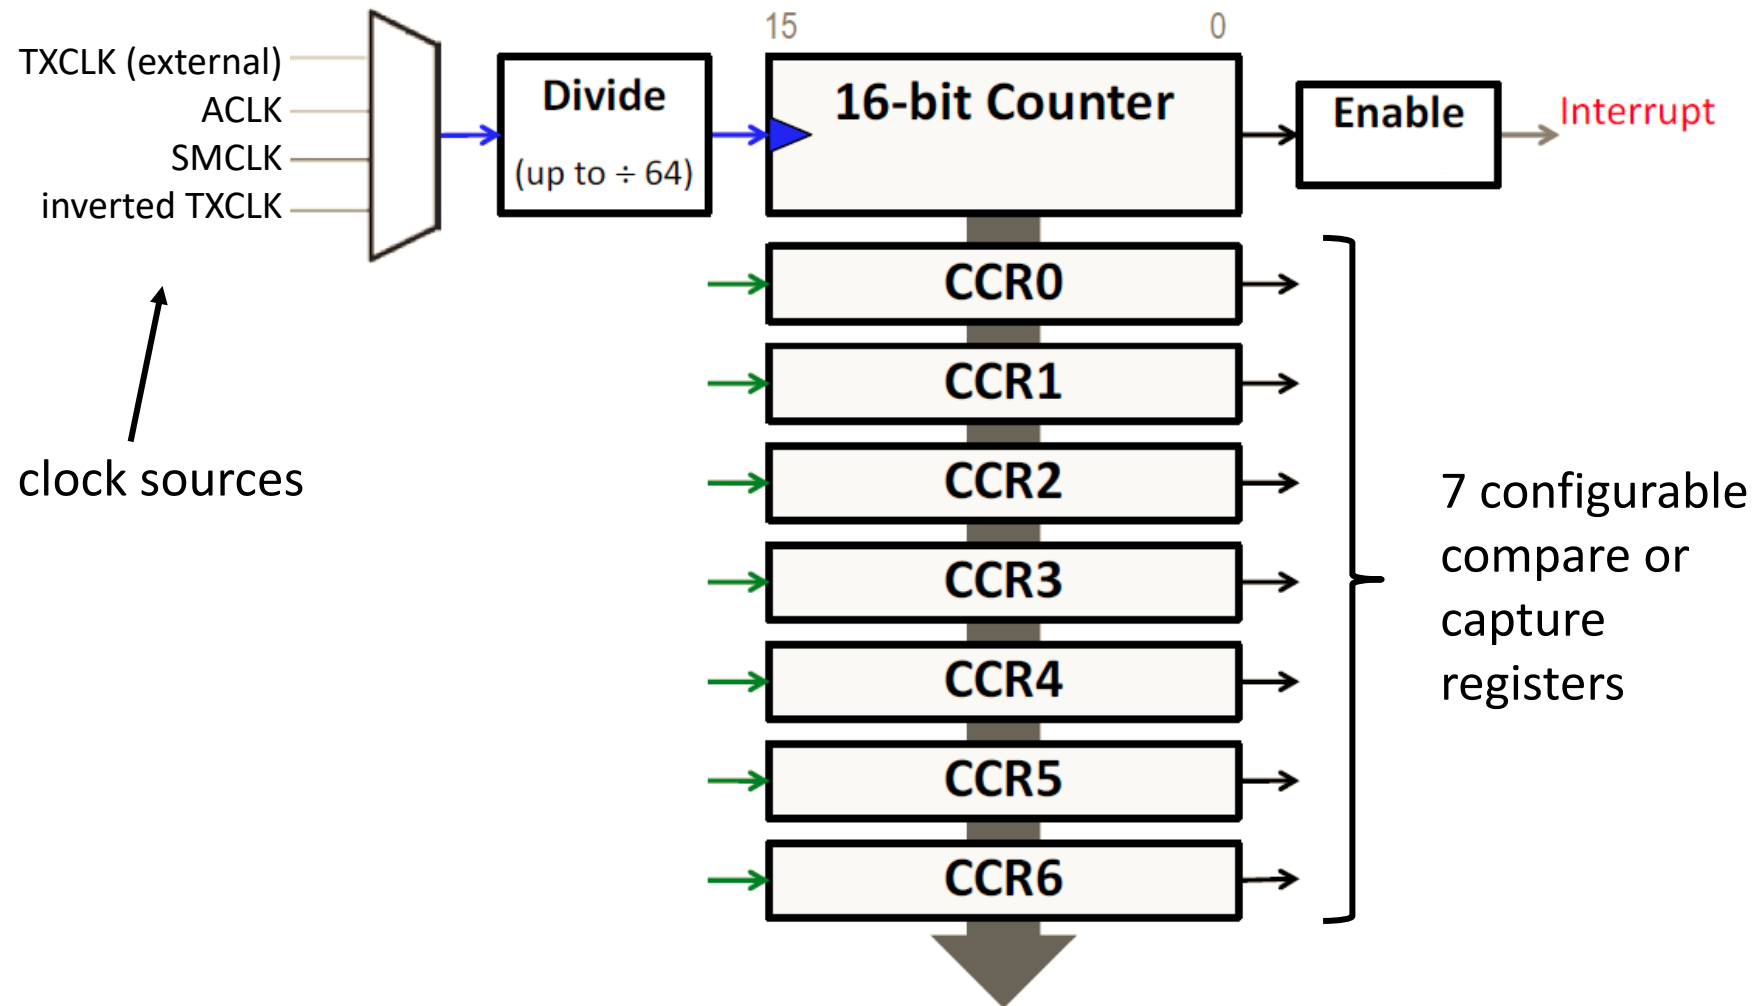 TXCLK (external)
ACLK
SMCLK
inverted TXCLK
clock sources
Divide
(up to ÷ 64)
15
0
16-bit Counter
Enable
Interrupt
CCR0
CCR1
CCR2
CCR3
CCR4
CCR5
CCR6
7 configurable
compare or
capture
registers